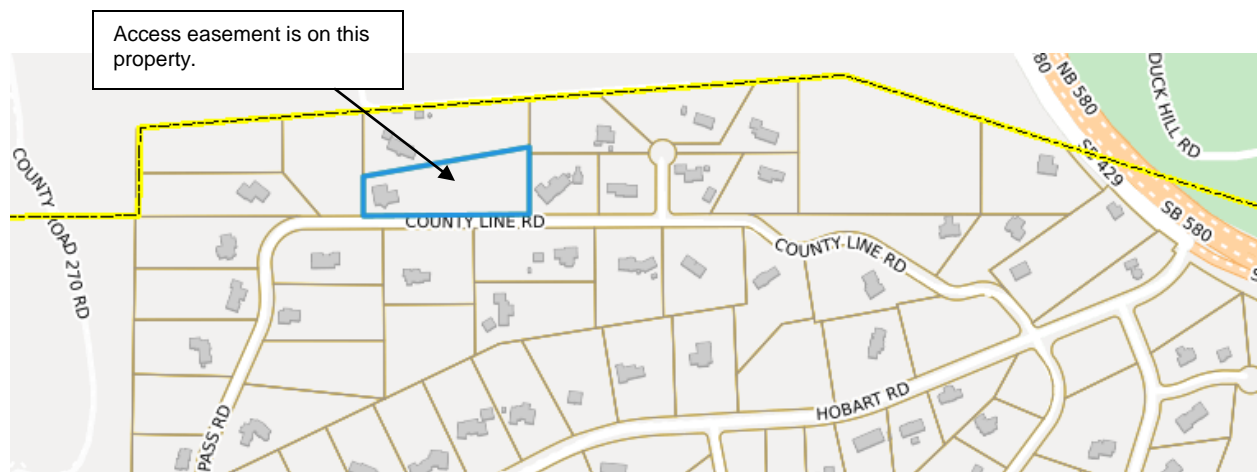 Access easement is on this
property.
80
NB 580
DUCK HILL RD
SB 429
SB 580
COUNTY ROAD 270 RD
COUNTY LINE RD
COUNTY LINE RD
HOBART RD
PASS RD
S